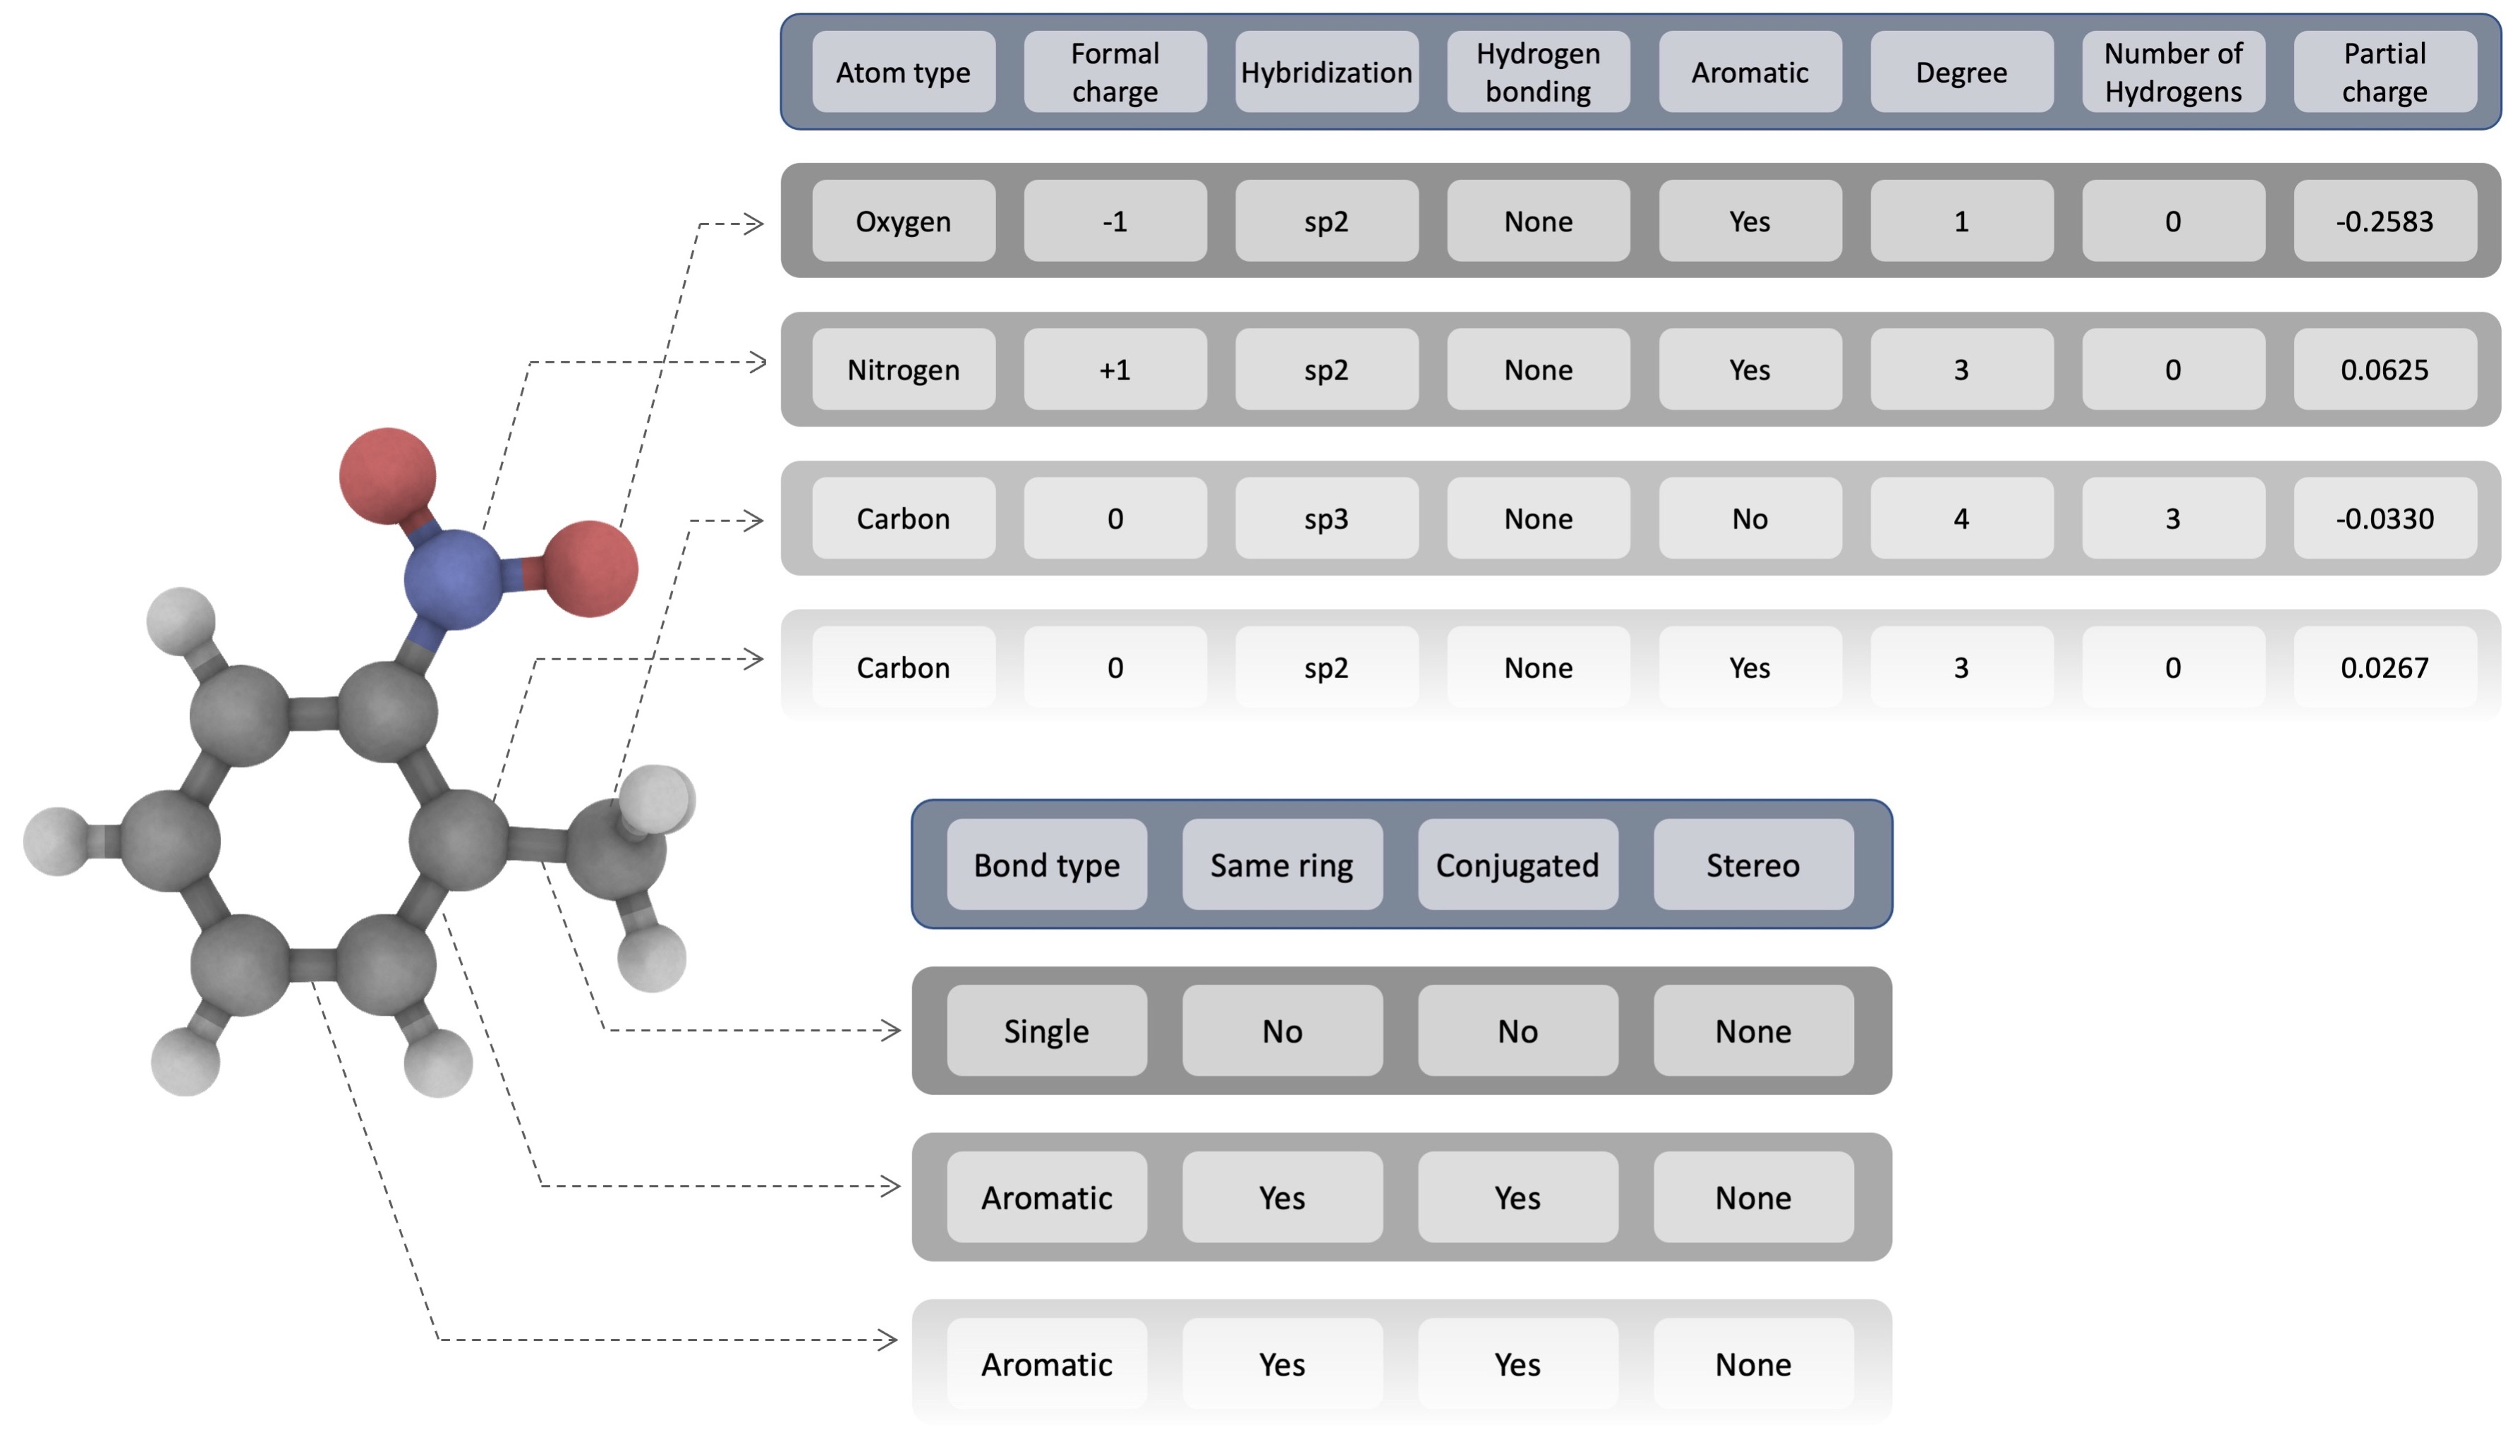 Atom type Formal charge Hybridization Hydrogen bonding Aromatic Degree Number of Hydrogens Partial charge
Oxygen -1 sp2 None Yes 1 0 -0.2583
Nitrogen +1 sp2 None Yes 3 0 0.0625
Carbon 0 sp3 None No 4 3 -0.0330
Carbon 0 sp2 None Yes 3 0 0.0267
Bond type Same ring Conjugated Stereo
Single No No None
Aromatic Yes Yes None
Aromatic Yes Yes None